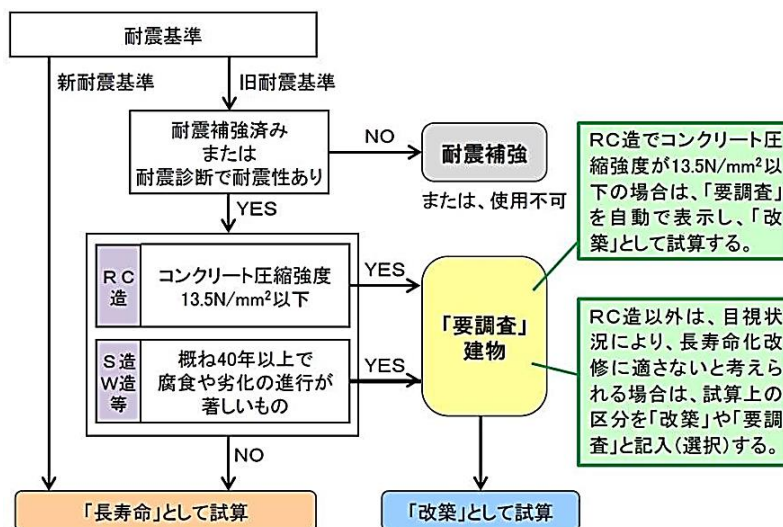 耐震基準
新耐震基準
旧耐震基準
耐震補強済み
または
耐震診断で耐震性あり
NO
耐震補強
または、使用不可
YES
RC
造
コンクリート圧縮強度
13.5N/mm²以下
YES
S造
W造
等
概ね40年以上で
腐食や劣化の進行が
著しいもの
YES
「要調査」
建物
NO
「長寿命」として試算
「改築」として試算
RC造でコンクリート圧
縮強度が13.5N/mm²以
下の場合は、「要調査」
を自動で表示し、「改
築」として試算する。
RC造以外は、目視状
況により、長寿命化改
修に適さないと考えら
れる場合は、試算上の
区分を「改築」や「要調
査」と記入(選択)する。